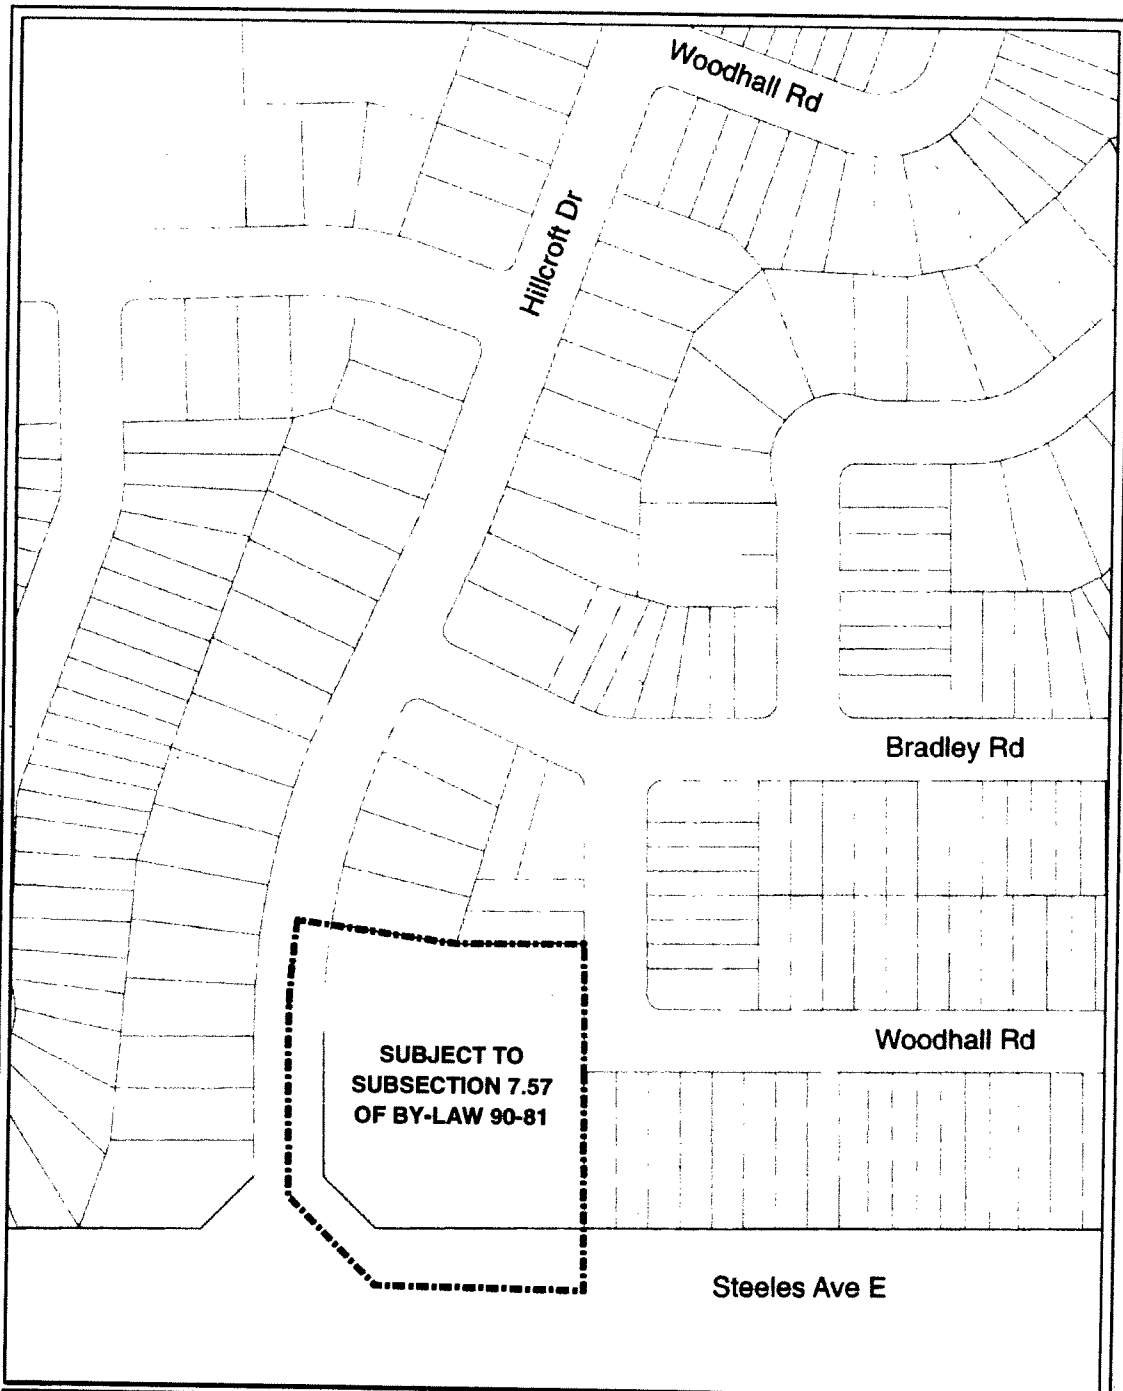 Woodhall Rd
Hillcroft Dr
Bradley Rd
Woodhall Rd
SUBJECT TO
SUBSECTION 7.57
OF BY-LAW 90-81
Steeles Ave E